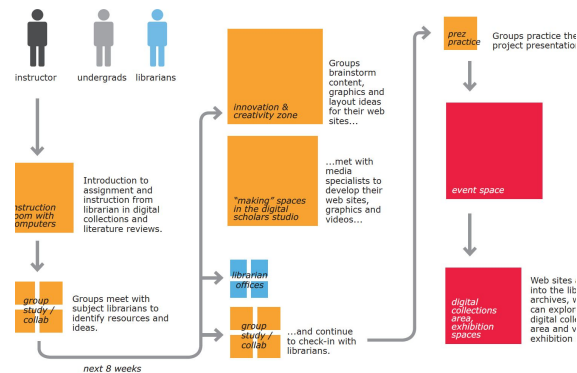 instructor
undergrads
librarians
Introduction to
assignment and
instruction from
librarian in digital
collections and
literature reviews.
nstruction
oom with
omputers
group
study /
collab
Groups meet with
subject librarians to
identify resources and
ideas.
next 8 weeks
innovation &
creativity zone
Groups
brainstorm
content,
graphics and
layout ideas
for their web
sites...
"making" spaces
in the digital
scholars studio
...met with
media
specialists to
develop their
web sites,
graphics and
videos...
librarian
offices
group
study /
collab
...and continue
to check-in with
librarians.
prez
practice
Groups practice the
project presentation
event space
digital
collections
area,
exhibition
spaces
Web sites a
into the lib
archives, w
can explor
digital colle
area and v
exhibition